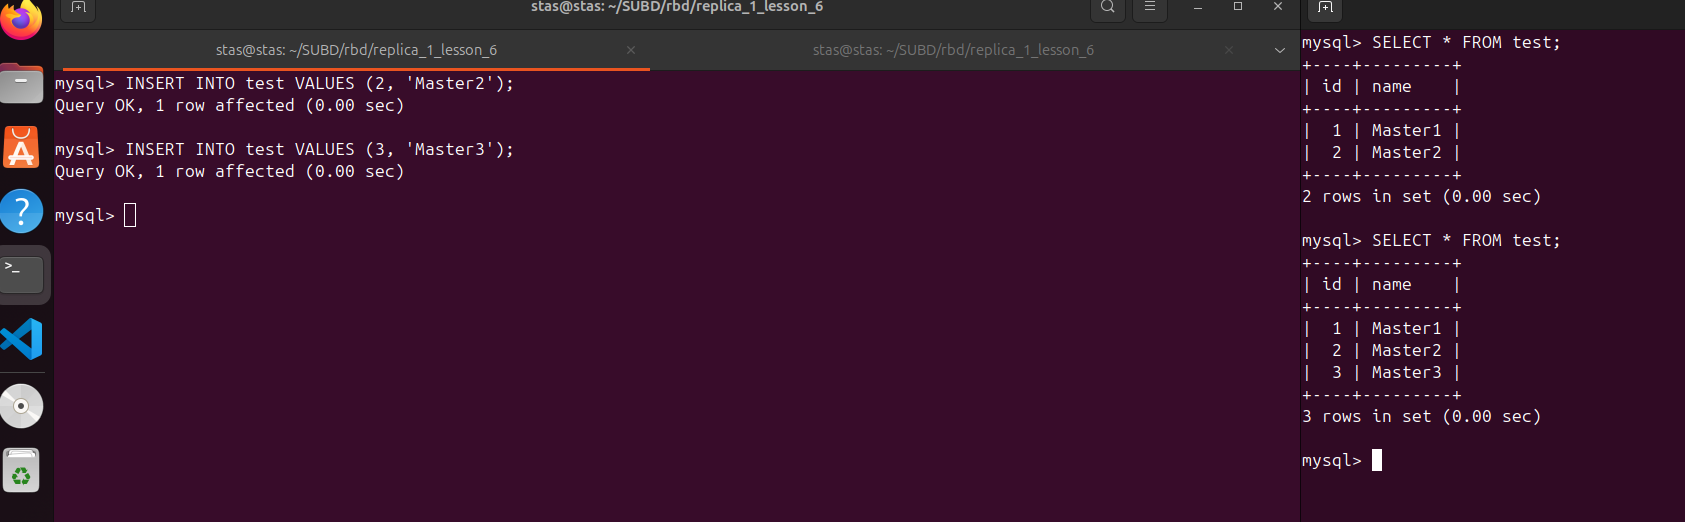 stas@stas: ~/SUBD/rbd/replica_1_lesson_6
stas@stas: ~/SUBD/rbd/replica_1_lesson_6
stas@stas: ~/SUBD/rbd/replica_1_lesson_6
mysql> INSERT INTO test VALUES (2, 'Master2');
Query OK, 1 row affected (0.00 sec)
mysql> INSERT INTO test VALUES (3, 'Master3');
Query OK, 1 row affected (0.00 sec)
mysql>
mysql> SELECT * FROM test;
+----+---------+
| id | name    |
+----+---------+
|  1 | Master1 |
|  2 | Master2 |
+----+---------+
2 rows in set (0.00 sec)
mysql> SELECT * FROM test;
+----+---------+
| id | name    |
+----+---------+
|  1 | Master1 |
|  2 | Master2 |
|  3 | Master3 |
+----+---------+
3 rows in set (0.00 sec)
mysql>